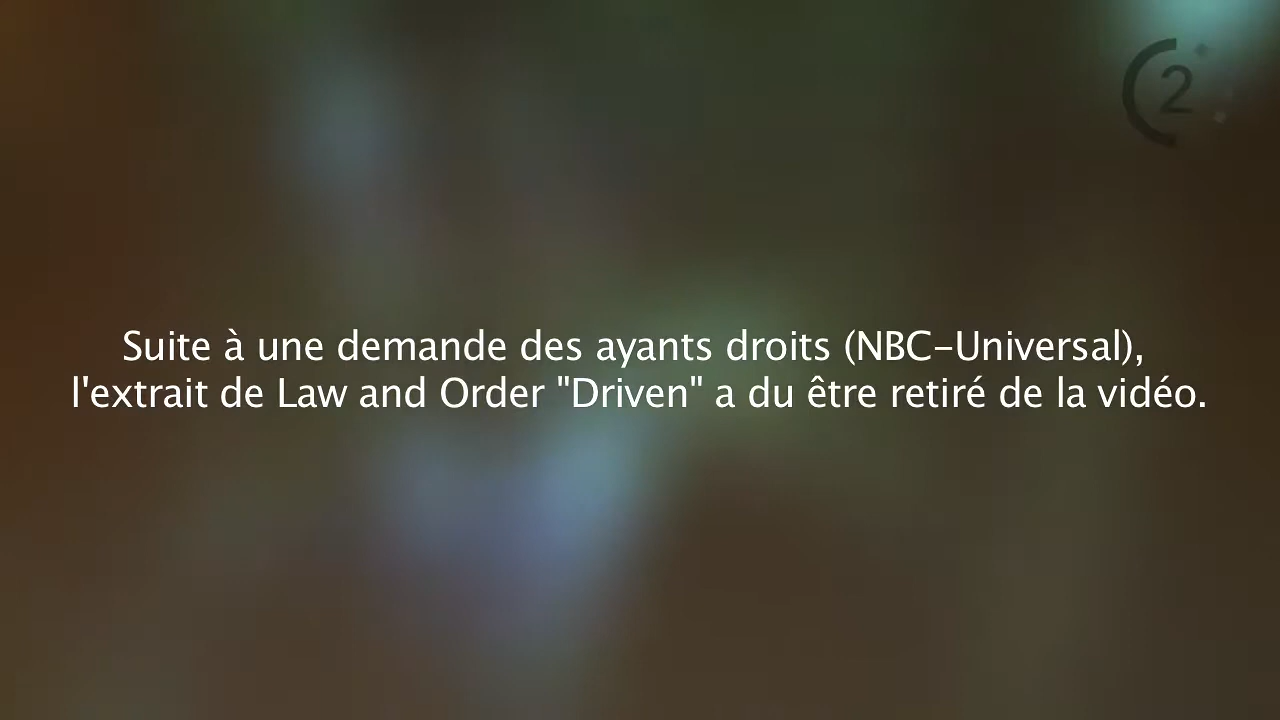 2
Suite à une demande des ayants droits (NBC-Universal),
l'extrait de Law and Order "Driven" a du être retiré de la vidéo.